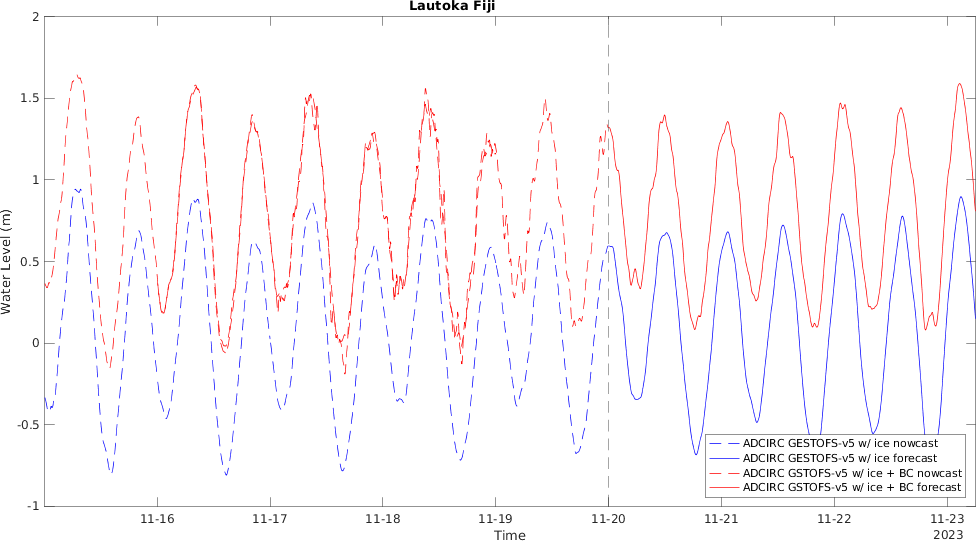 Lautoka Fiji
2
1.5
1
0.5
0
-0.5
-1
Water Level (m)
11-16 11-17 11-18 11-19 11-20 11-21 11-22 11-23
Time
2023
ADCIRC GESTOFS-v5 w/ ice nowcast
ADCIRC GESTOFS-v5 w/ ice forecast
ADCIRC GSTOFS-v5 w/ ice + BC nowcast
ADCIRC GSTOFS-v5 w/ ice + BC forecast